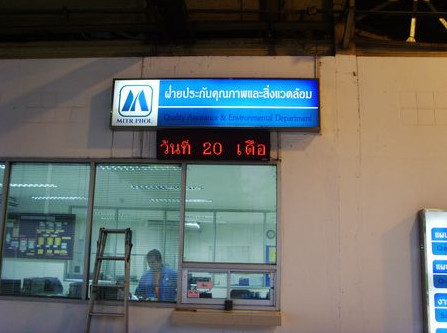 ฝ่ายประกันคุณภาพและสิ่งแวดล้อม
MITR PHOL
Quality Assurance & Environmental Department
วันที่ 20 เดือ